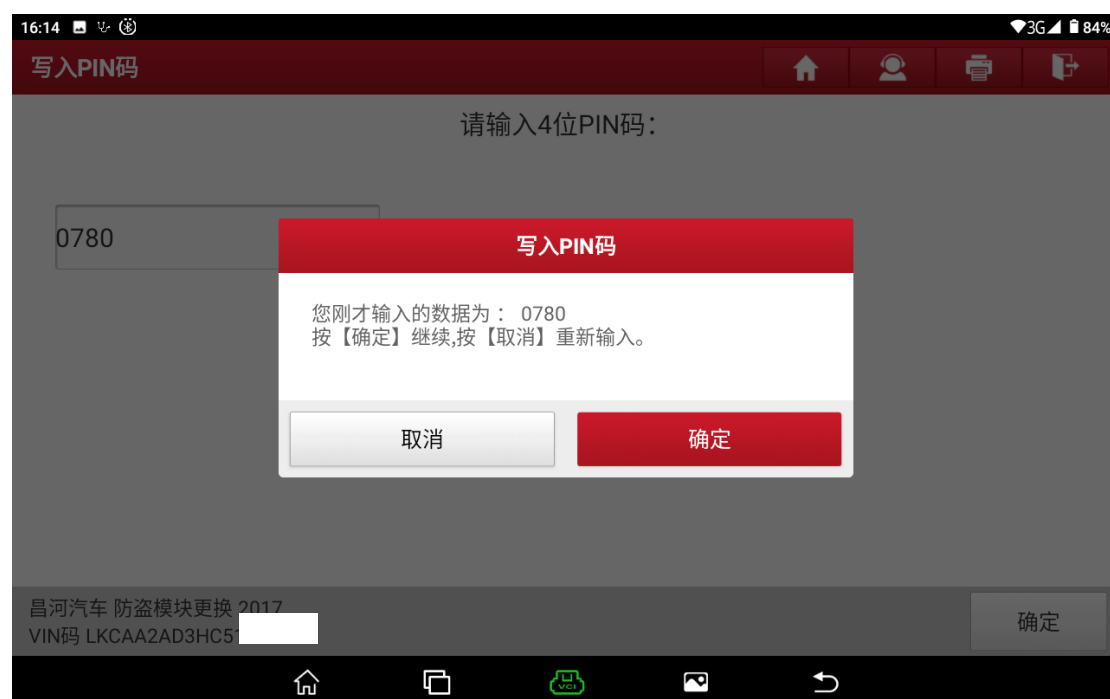 16:14
3G 84%
写入PIN码
请输入4位PIN码：
0780
写入PIN码
您刚才输入的数据为： 0780
按【确定】继续,按【取消】重新输入。
取消
确定
昌河汽车 防盗模块更换 2017
VIN码 LKCAA2AD3HC5
确定
VCI